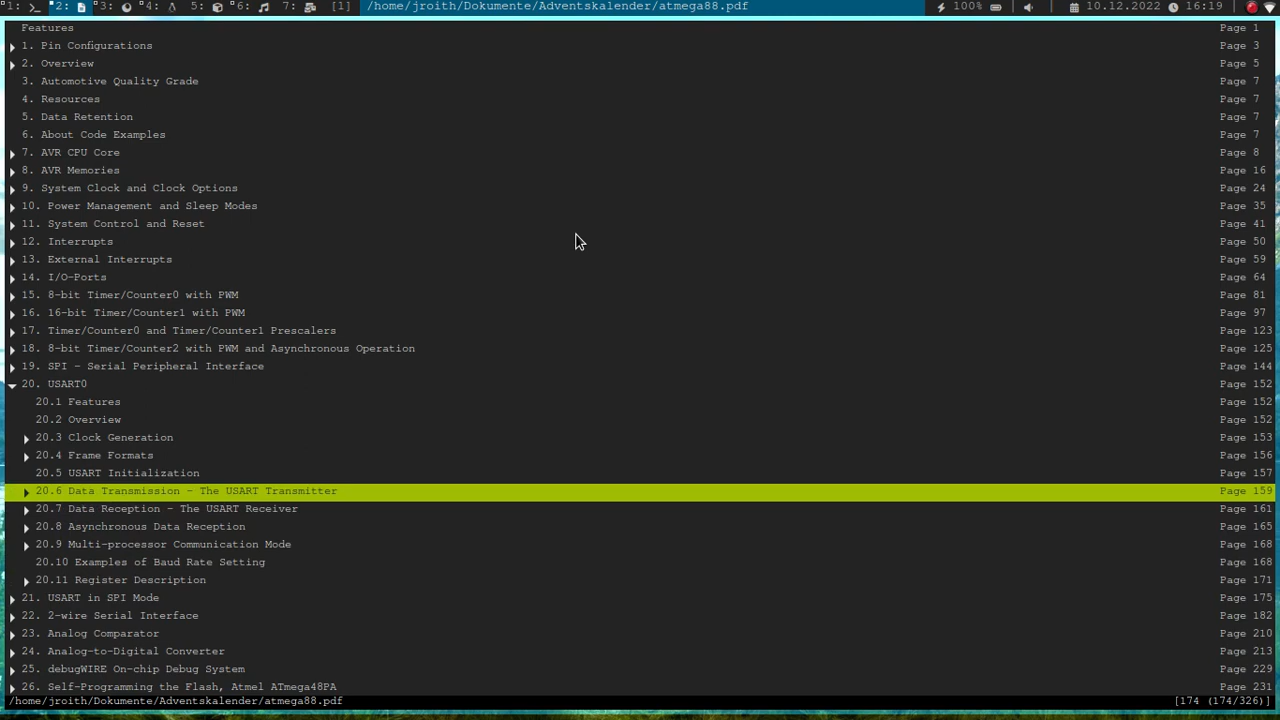 1: 2: 3: 4: 5: 6: 7: [1] /home/jroith/Dokumente/Adventskalender/atmega88.pdf 100% 10.12.2022 16:19
Features Page 1
1. Pin Configurations Page 3
2. Overview Page 5
3. Automotive Quality Grade Page 7
4. Resources Page 7
5. Data Retention Page 7
6. About Code Examples Page 7
7. AVR CPU Core Page 8
8. AVR Memories Page 16
9. System Clock and Clock Options Page 24
10. Power Management and Sleep Modes Page 35
11. System Control and Reset Page 41
12. Interrupts Page 50
13. External Interrupts Page 59
14. I/O-Ports Page 64
15. 8-bit Timer/Counter0 with PWM Page 81
16. 16-bit Timer/Counter1 with PWM Page 97
17. Timer/Counter0 and Timer/Counter1 Prescalers Page 123
18. 8-bit Timer/Counter2 with PWM and Asynchronous Operation Page 125
19. SPI - Serial Peripheral Interface Page 144
20. USART0 Page 152
20.1 Features Page 152
20.2 Overview Page 152
20.3 Clock Generation Page 153
20.4 Frame Formats Page 156
20.5 USART Initialization Page 157
20.6 Data Transmission - The USART Transmitter Page 159
20.7 Data Reception - The USART Receiver Page 161
20.8 Asynchronous Data Reception Page 165
20.9 Multi-processor Communication Mode Page 168
20.10 Examples of Baud Rate Setting Page 168
20.11 Register Description Page 171
21. USART in SPI Mode Page 175
22. 2-wire Serial Interface Page 182
23. Analog Comparator Page 210
24. Analog-to-Digital Converter Page 213
25. debugWIRE On-chip Debug System Page 229
26. Self-Programming the Flash, Atmel ATmega48PA Page 231
/home/jroith/Dokumente/Adventskalender/atmega88.pdf [174 (174/326)]